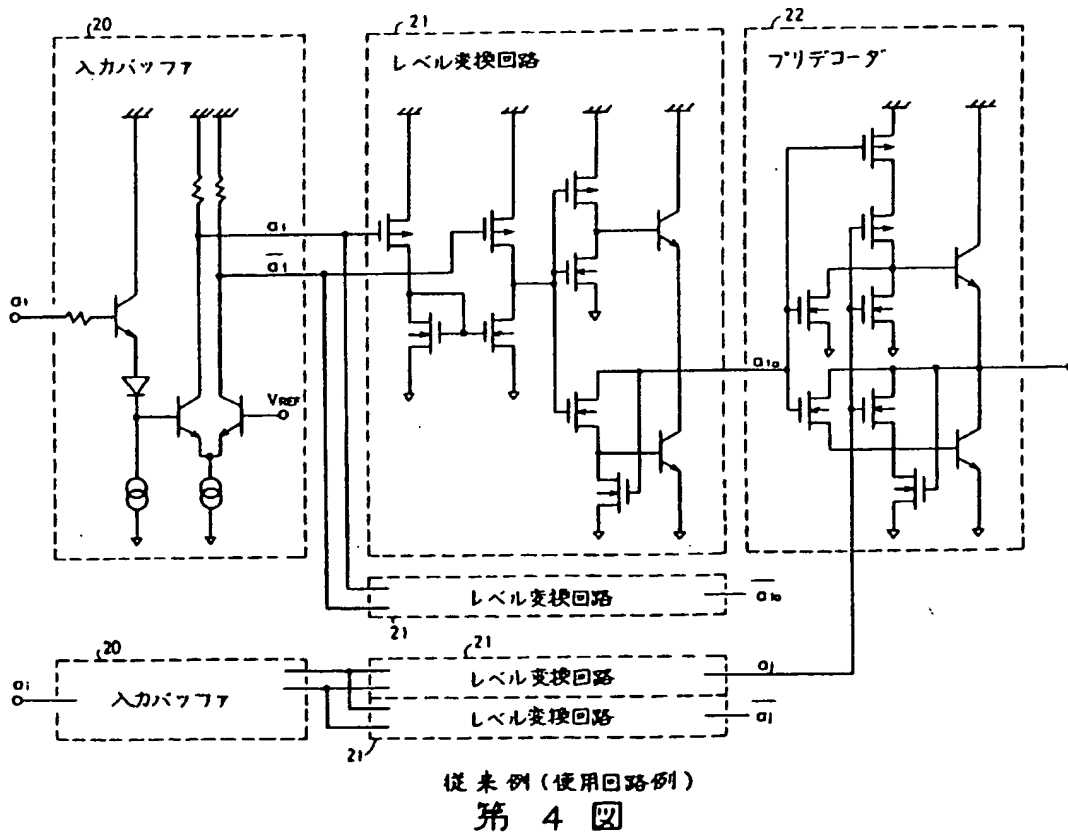 20
21
22
入力バッファ
レベル変換回路
プリデコーダ
a1
a1
a1
VREF
a1a
レベル変換回路
a1a
21
20
21
ai
入力バッファ
レベル変換回路
aj
レベル変換回路
aj
21
従来例(使用回路例)
第 4 図